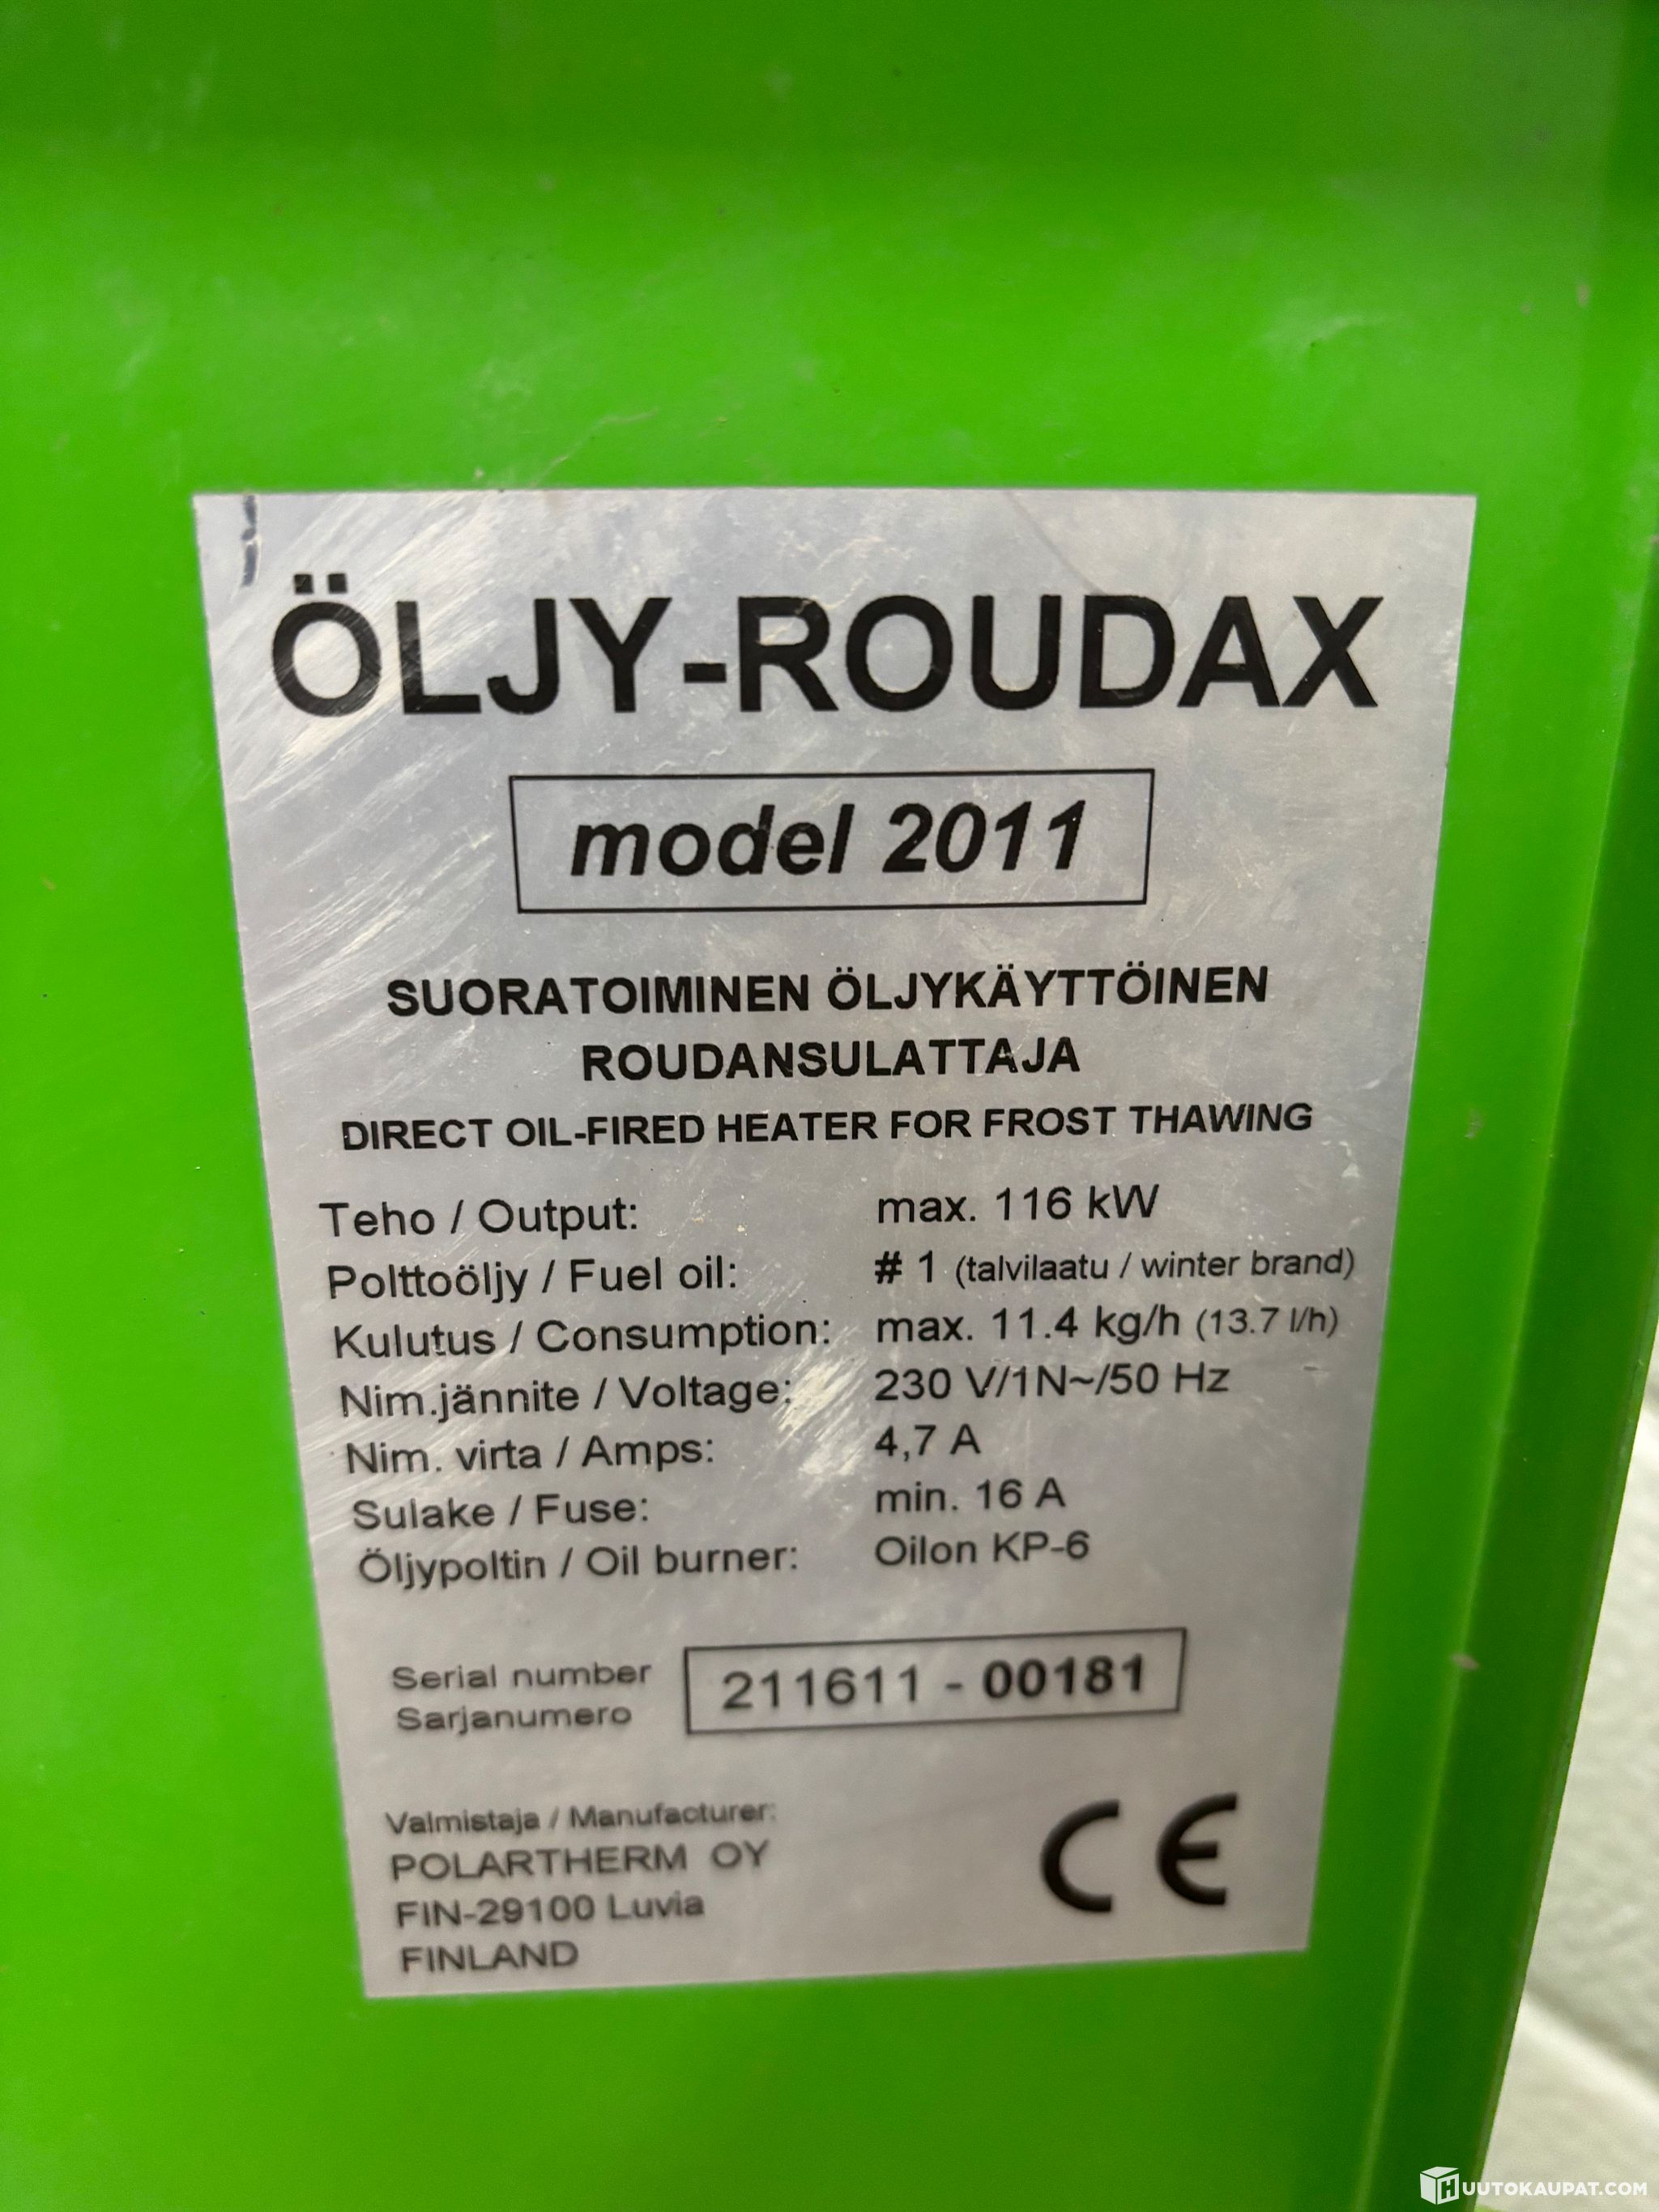 ÖLJY-ROUDAX
model 2011
SUORATOIMINEN ÖLJYKÄYTTÖINEN
ROUDANSULATTAJA
DIRECT OIL-FIRED HEATER FOR FROST THAWING
Teho / Output: max. 116 kW
Polttoöljy / Fuel oil: # 1 (talvilaatu / winter brand)
Kulutus / Consumption: max. 11.4 kg/h (13.7 l/h)
Nim.jännite / Voltage: 230 V/1N~/50 Hz
Nim. virta / Amps: 4,7 A
Sulake / Fuse: min. 16 A
Öljypoltin / Oil burner: Oilon KP-6
Serial number
Sarjanumero
211611 - 00181
Valmistaja / Manufacturer:
POLARTHERM OY
FIN-29100 Luvia
FINLAND
CE
HUUTOKAUPAT.COM